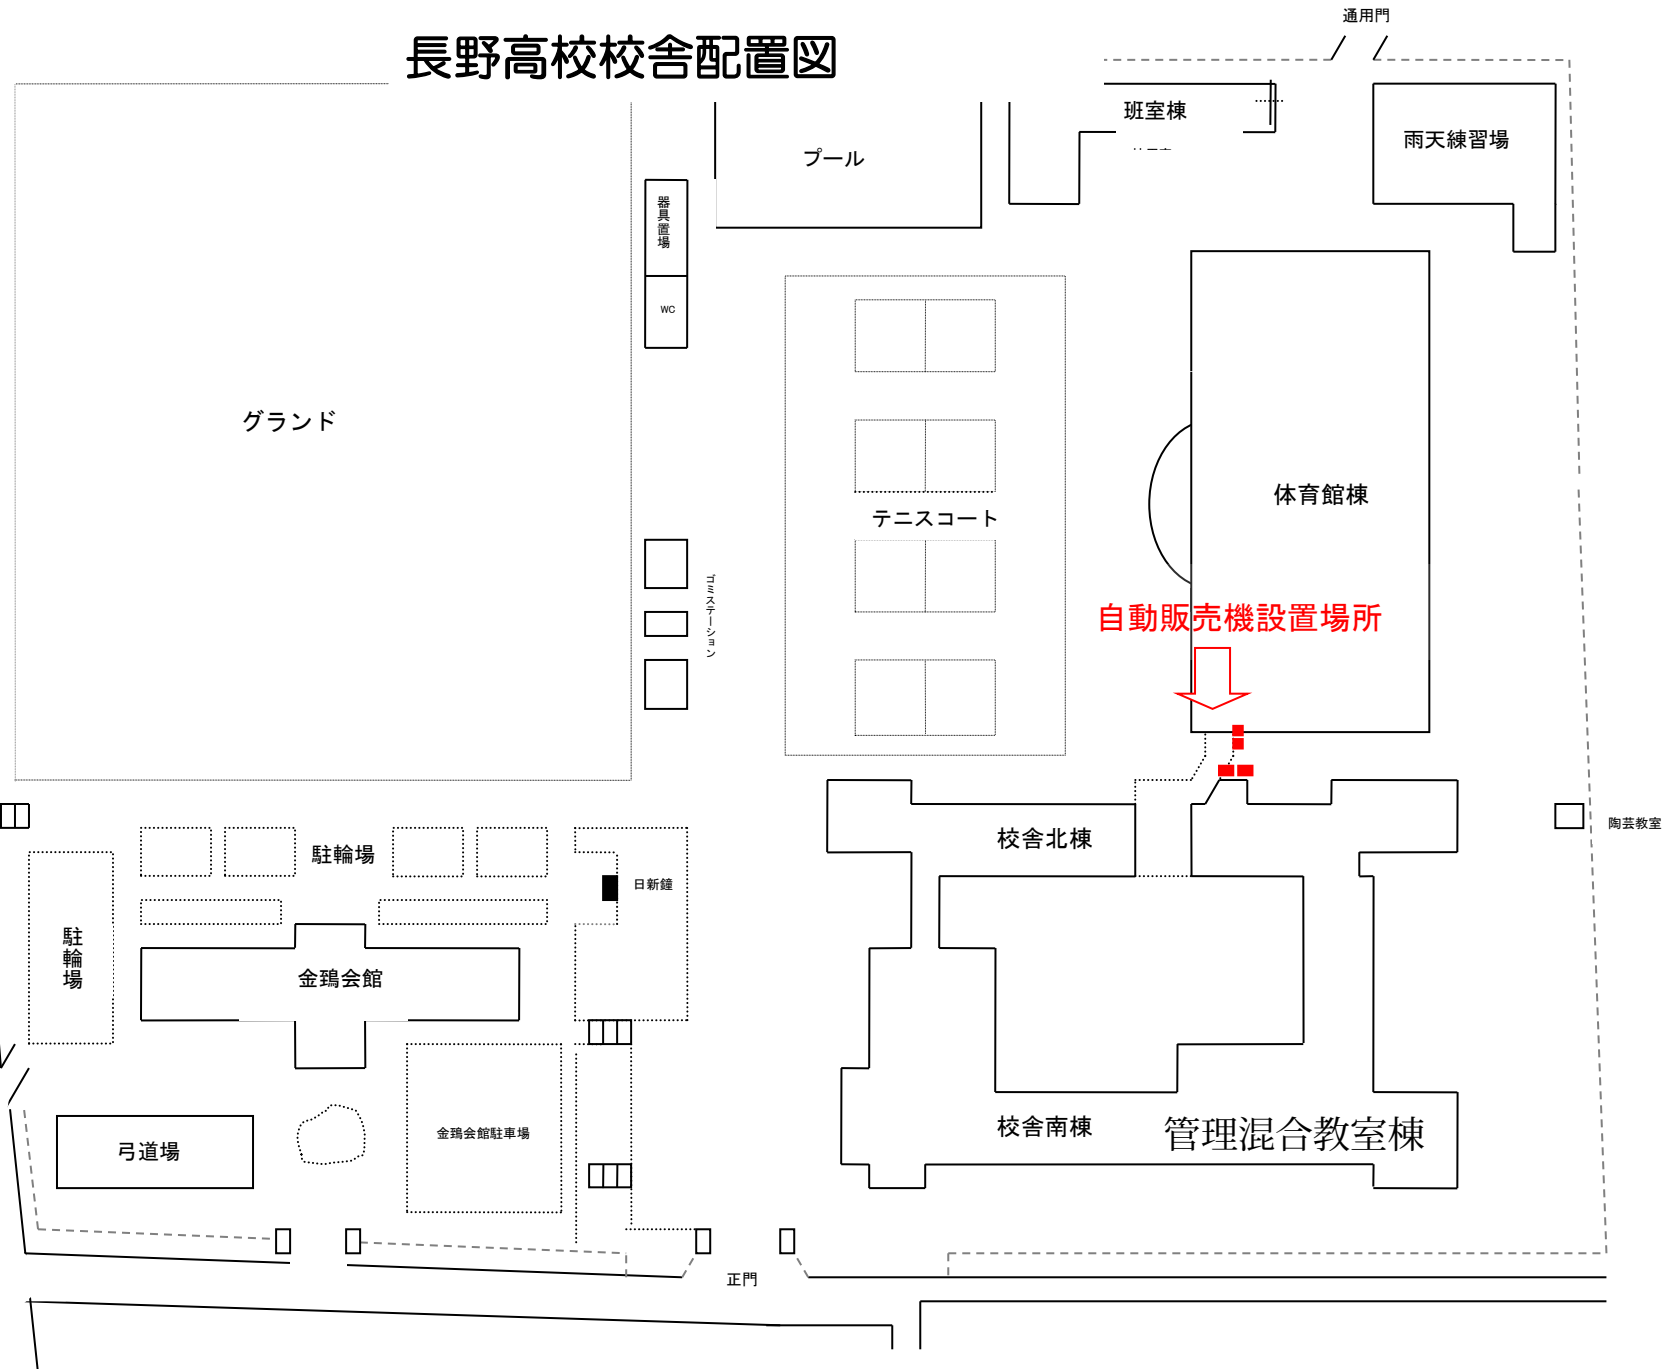 通用門
長野高校校舎配置図
班室棟
雨天練習場
プール
器具置場
WC
グランド
体育館棟
テニスコート
ゴミステーション
自動販売機設置場所
陶芸教室
校舎北棟
駐輪場
日新鐘
駐輪場
金鵄会館
校舎南棟
管理混合教室棟
金鵄会館駐車場
弓道場
正門